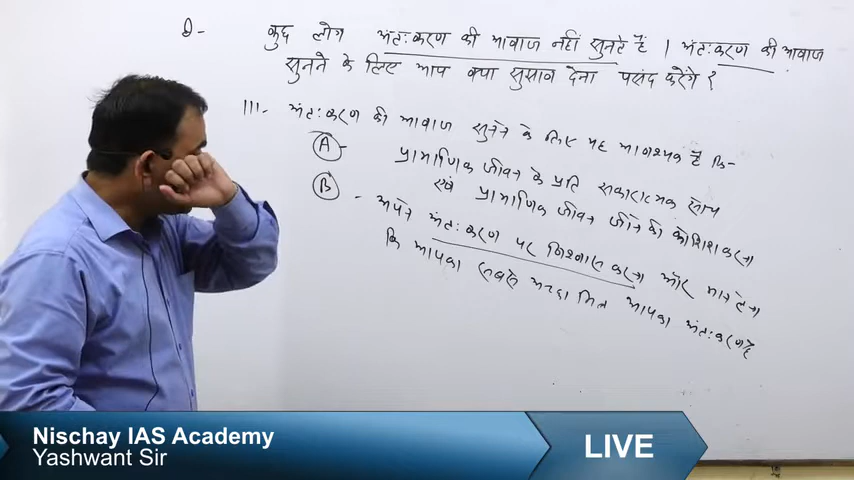 Q- कुछ लोग अंतःकरण की आवाज नहीं सुनते हैं । अंतःकरण की आवाज
सुनने के लिए आप क्या सुझाव देना पसंद करेंगे ?
III- अंतःकरण की आवाज सुनने के लिए यह आवश्यक है कि-
(A)- प्रामाणिक जीवन के प्रति सकारात्मक सोच
एवं प्रामाणिक जीवन जीने की कोशिश करना
(B)- अपने अंतःकरण पर विश्वास करना और मान लेना
कि आपका सबसे अच्छा मित्र आपका अंतःकरण है
Nischay IAS Academy
Yashwant Sir
LIVE